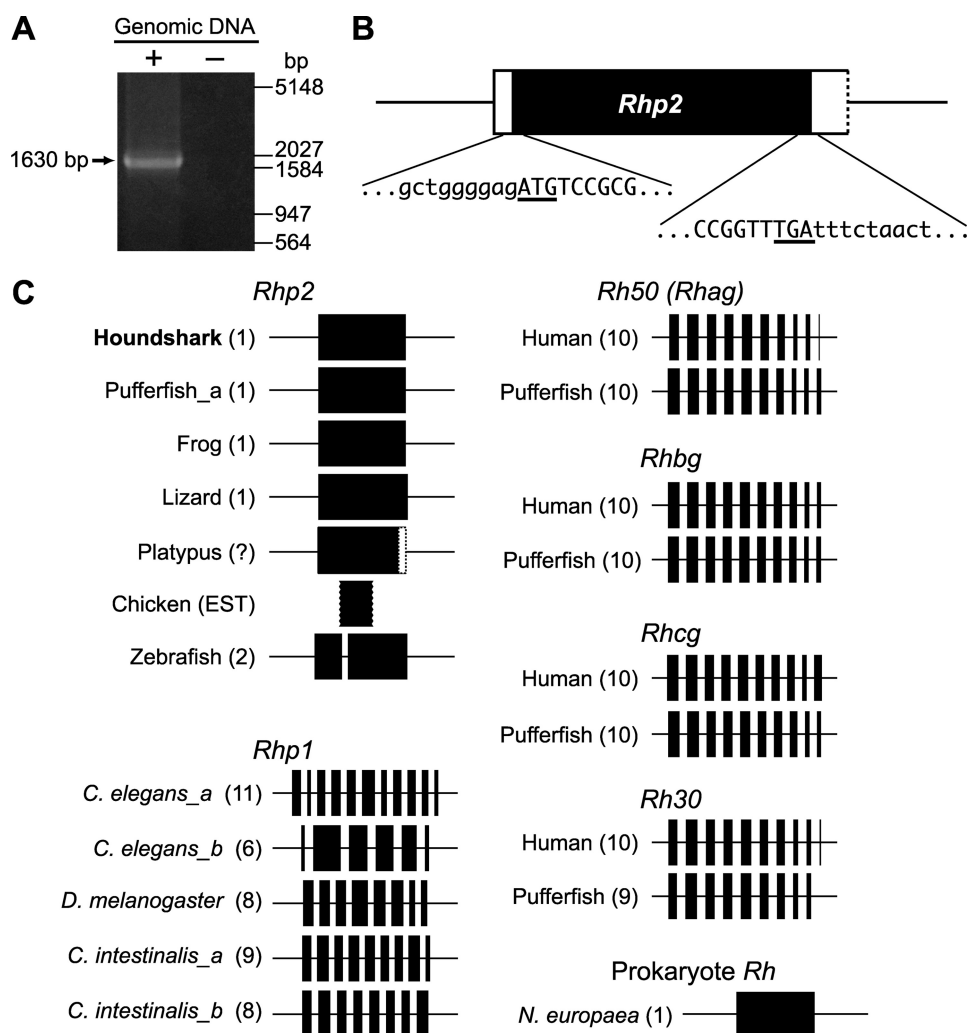 A
Genomic DNA
+ −
bp
5148
2027
1584
947
564
1630 bp
B
Rhp2
...gctggggagATGTCCGCG...
...CCGGTTTGAtttctaact...
C
Rhp2
Houndshark (1)
Pufferfish_a (1)
Frog (1)
Lizard (1)
Platypus (?)
Chicken (EST)
Zebrafish (2)
Rhp1
C. elegans_a (11)
C. elegans_b (6)
D. melanogaster (8)
C. intestinalis_a (9)
C. intestinalis_b (8)
Rh50 (Rhag)
Human (10)
Pufferfish (10)
Rhbg
Human (10)
Pufferfish (10)
Rhcg
Human (10)
Pufferfish (10)
Rh30
Human (10)
Pufferfish (9)
Prokaryote Rh
N. europaea (1)